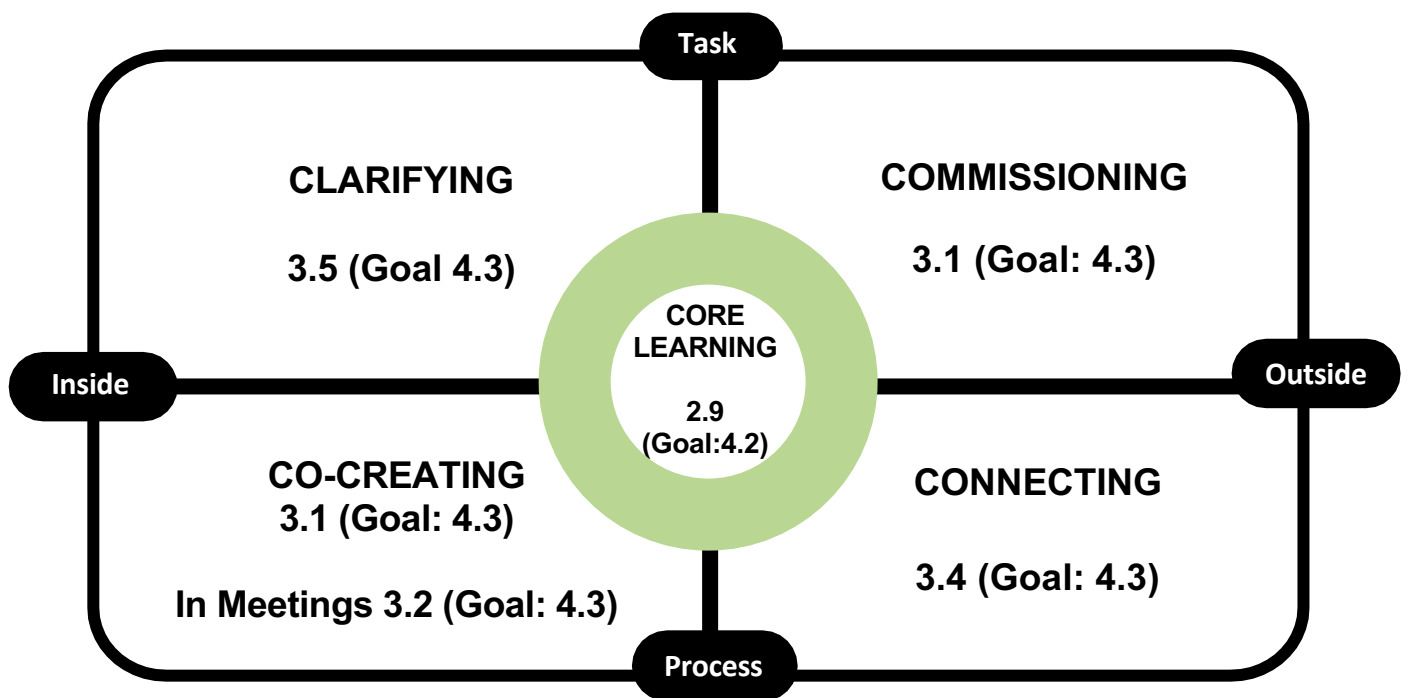 Task
CLARIFYING
3.5 (Goal 4.3)
COMMISSIONING
3.1 (Goal: 4.3)
CORE
LEARNING
2.9
(Goal:4.2)
Inside
Outside
CO-CREATING
3.1 (Goal: 4.3)
In Meetings 3.2 (Goal: 4.3)
CONNECTING
3.4 (Goal: 4.3)
Process